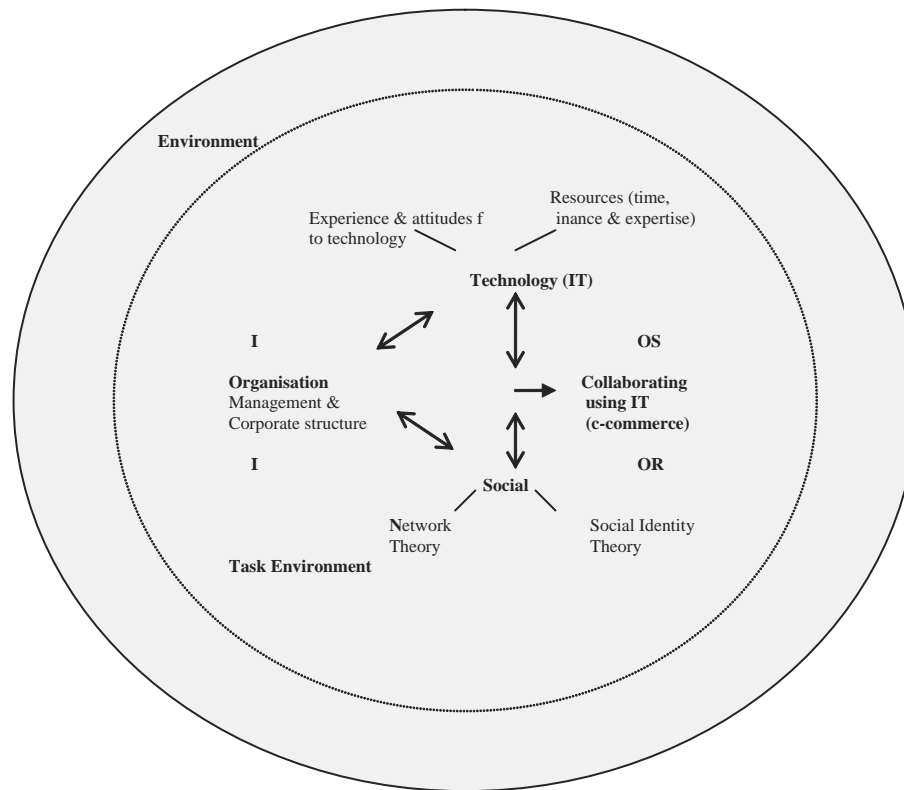 Environment
Resources (time,
inance & expertise)
Experience & attitudes f
to technology
Technology (IT)
I
OS
Organisation
Management &
Corporate structure
Collaborating
using IT
(c-commerce)
I
OR
Social
Network
Theory
Social Identity
Theory
Task Environment